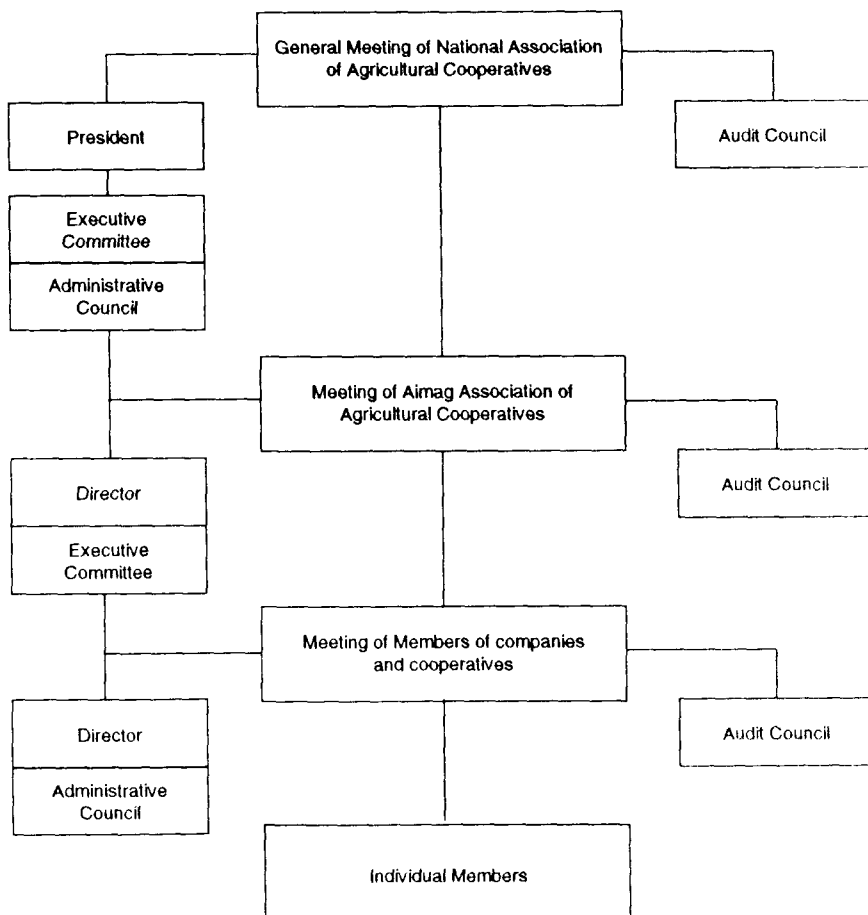 General Meeting of National Association
of Agricultural Cooperatives
President
Audit Council
Executive
Committee
Administrative
Council
Meeting of Aimag Association of
Agricultural Cooperatives
Director
Audit Council
Executive
Committee
Meeting of Members of companies
and cooperatives
Director
Audit Council
Administrative
Council
Individual Members